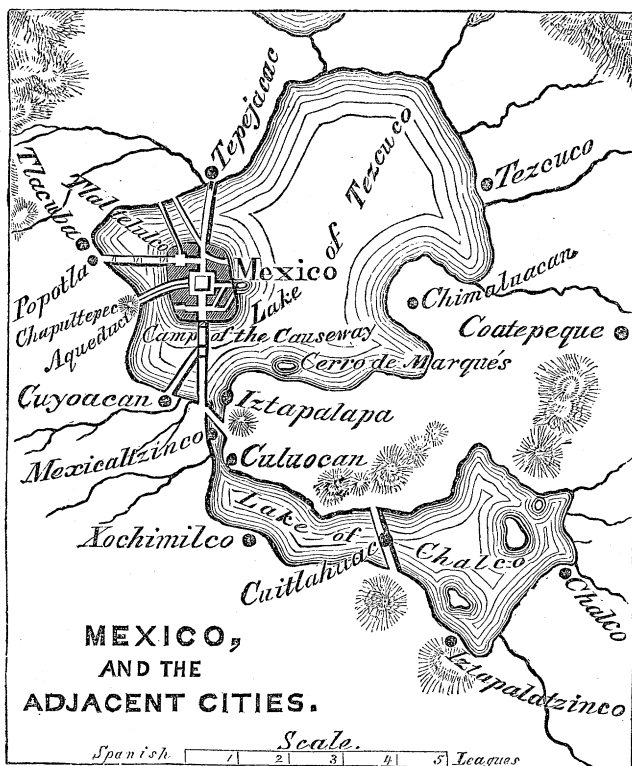 Tepejacac
Lake of Tezcuco
Tezcuco
Tlacuba
Tlaltelulco
Popotla
Mexico
Chapultepec
Aqueduct
Chimaluacan
Coatepeque
Camp of the Causeway
Cerro de Marqués
Cuyoacan
Iztapalapa
Mexicaltzinco
Culuocan
Xochimilco
Lake of Chalco
Cuitlahuac
Chalco
Iztapalatzinco
MEXICO,
AND THE
ADJACENT CITIES.
Scale.
Spanish 1 2 3 4 5 Leagues